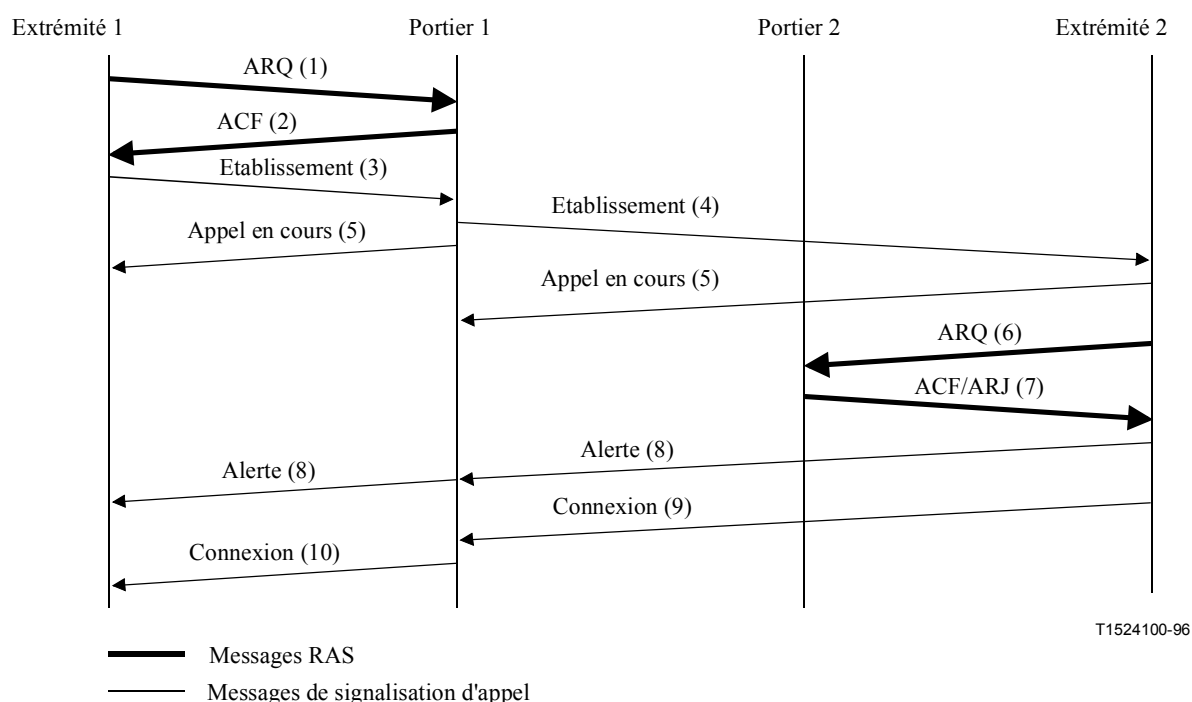 Extrémité 1
Portier 1
Portier 2
Extrémité 2
ARQ (1)
ACF (2)
Etablissement (3)
Etablissement (4)
Appel en cours (5)
Appel en cours (5)
ARQ (6)
ACF/ARJ (7)
Alerte (8)
Alerte (8)
Connexion (9)
Connexion (10)
T1524100-96
Messages RAS
Messages de signalisation d'appel